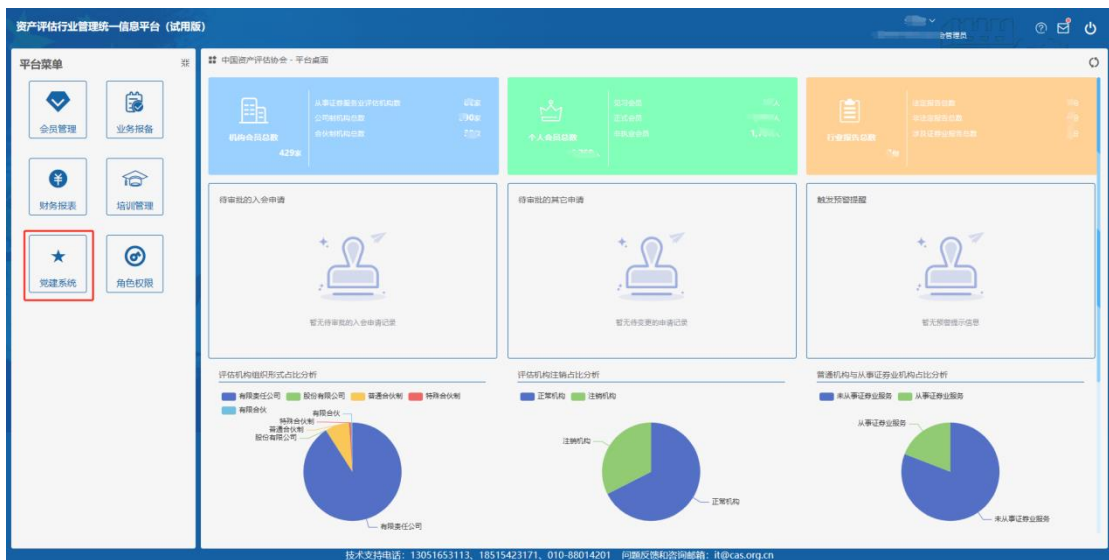 资产评估行业管理统一信息平台（试用版）
管理员
平台菜单
会员管理
业务报备
财务报表
培训管理
党建系统
角色权限
中国资产评估协会 - 平台桌面
机构会员总数
429家
从事证券服务业评估机构数
公司制机构总数
合伙制机构总数
个人会员总数
正式会员
行业报告总数
待审批的入会申请
暂无待审批的入会申请记录
待审批的其它申请
暂无待变更的申请记录
触发预警提醒
暂无预警提示信息
评估机构组织形式占比分析
有限责任公司 股份有限公司 普通合伙制 特殊合伙制
有限合伙
有限合伙
特殊合伙制
普通合伙制
股份有限公司
有限责任公司
评估机构注销占比分析
正常机构 注销机构
注销机构
正常机构
普通机构与从事证券业机构占比分析
未从事证券业服务 从事证券业服务
从事证券业服务
未从事证券业服务
技术支持电话：13051653113、18515423171、010-88014201 问题反馈和咨询邮箱：it@cas.org.cn